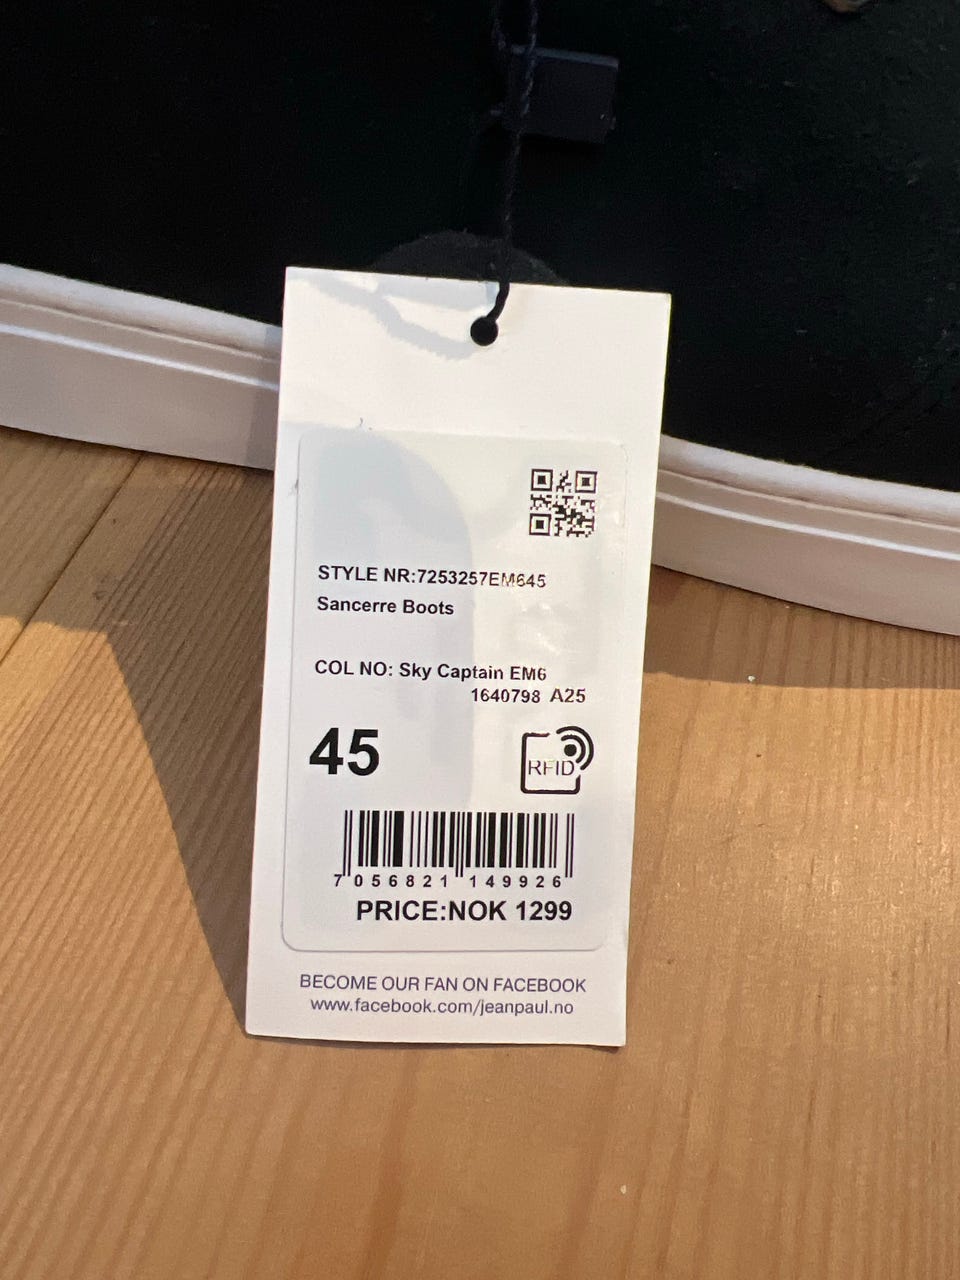 STYLE NR:7253257EM645
Sancerre Boots
COL NO: Sky Captain EM6
1640798 A25
45
RFID
7 056821 149926
PRICE:NOK 1299
BECOME OUR FAN ON FACEBOOK
www.facebook.com/jeanpaul.no